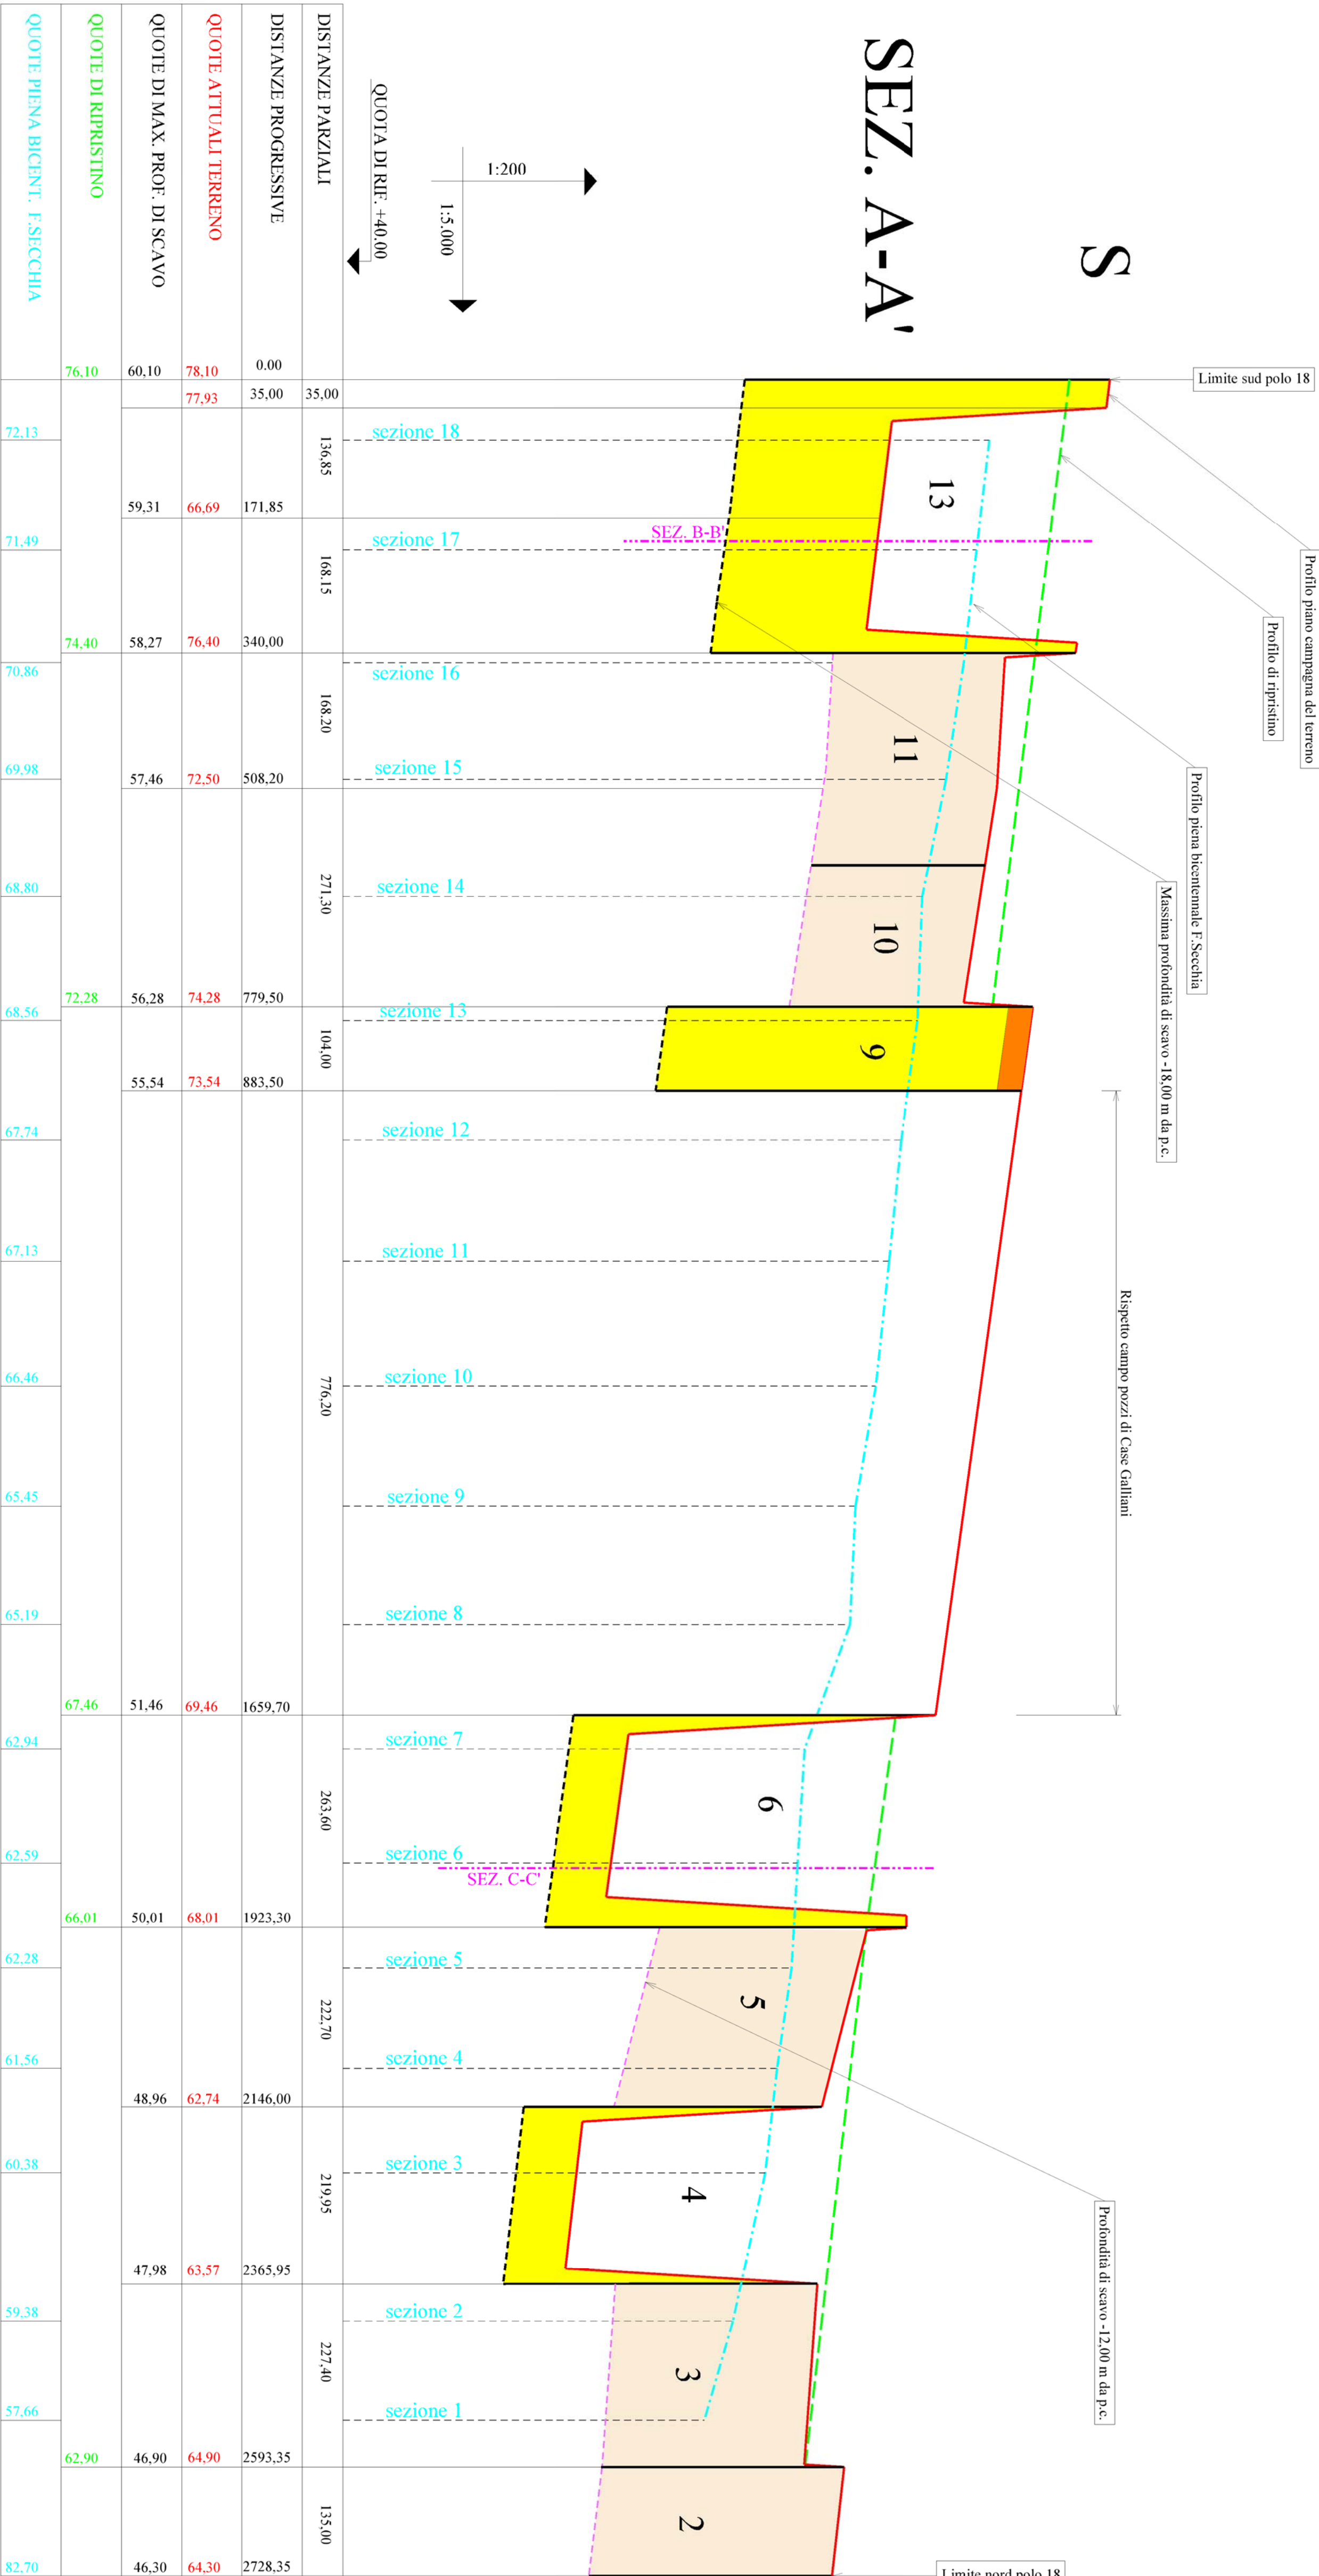 SEZ. A-A'
S
1:200
1:5.000
QUOTA DI RIF. +40.00
Limite sud polo 18
Profilo piano campagna del terreno
Profilo di ripristino
Profilo piena bicentennale F.Secchia
Massima profondità di scavo -18,00 m da p.c.
Rispetto campo pozzi di Case Galliani
Profondità di scavo -12,00 m da p.c.
Limite nord polo 18
13
11
10
9
6
5
4
3
2
SEZ. B-B'
SEZ. C-C'
sezione 18
sezione 17
sezione 16
sezione 15
sezione 14
sezione 13
sezione 12
sezione 11
sezione 10
sezione 9
sezione 8
sezione 7
sezione 6
sezione 5
sezione 4
sezione 3
sezione 2
sezione 1
DISTANZE PARZIALI
35,00 136,85 168.15 168.20 271,30 104,00 776,20 263,60 222,70 219,95 227,40 135,00
DISTANZE PROGRESSIVE
0.00 35,00 171,85 340,00 508,20 779,50 883,50 1659,70 1923,30 2146,00 2365,95 2593,35 2728,35
QUOTE ATTUALI TERRENO
78,10 77,93 66,69 76,40 72,50 74,28 73,54 69,46 68,01 62,74 63,57 64,90 64,30
QUOTE DI MAX. PROF. DI SCAVO
60,10 59,31 58,27 57,46 56,28 55,54 51,46 50,01 48,96 47,98 46,90 46,30
QUOTE DI RIPRISTINO
76,10 74,40 72,28 67,46 66,01 62,90
QUOTE PIENA BICENT. F.SECCHIA
72,13 71,49 70,86 69,98 68,80 68,56 67,74 67,13 66,46 65,45 65,19 62,94 62,59 62,28 61,56 60,38 59,38 57,66 82,70